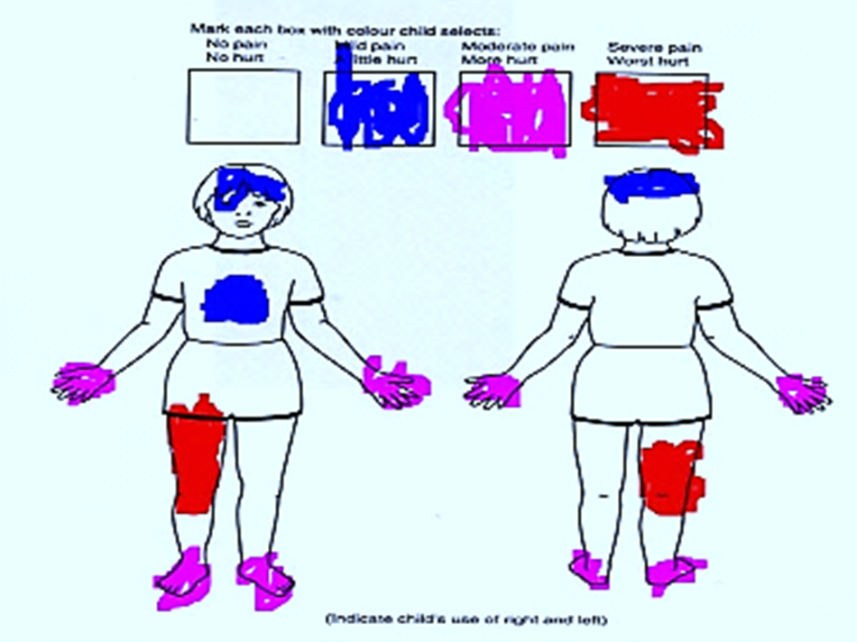 Mark each box with colour child selects:
No pain Mild pain Moderate pain Severe pain
No hurt A little hurt More hurt Worst hurt
(Indicate child's use of right and left)